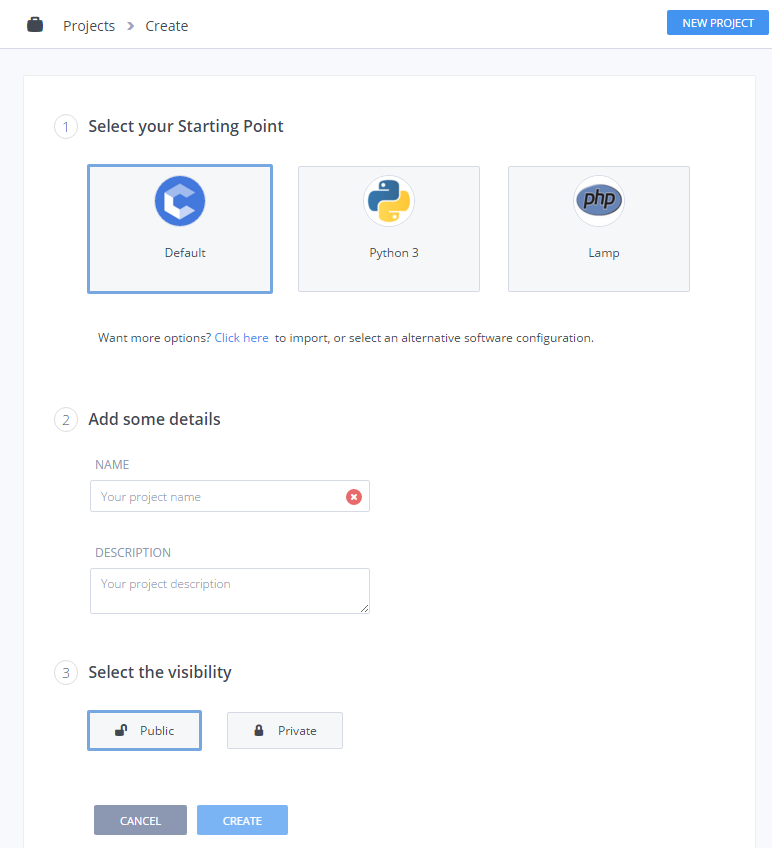 Projects > Create
NEW PROJECT
1 Select your Starting Point
Default
php
Python 3
Lamp
Want more options? Click here to import, or select an alternative software configuration.
2 Add some details
NAME
Your project name
DESCRIPTION
Your project description
3 Select the visibility
Public
Private
CANCEL
CREATE